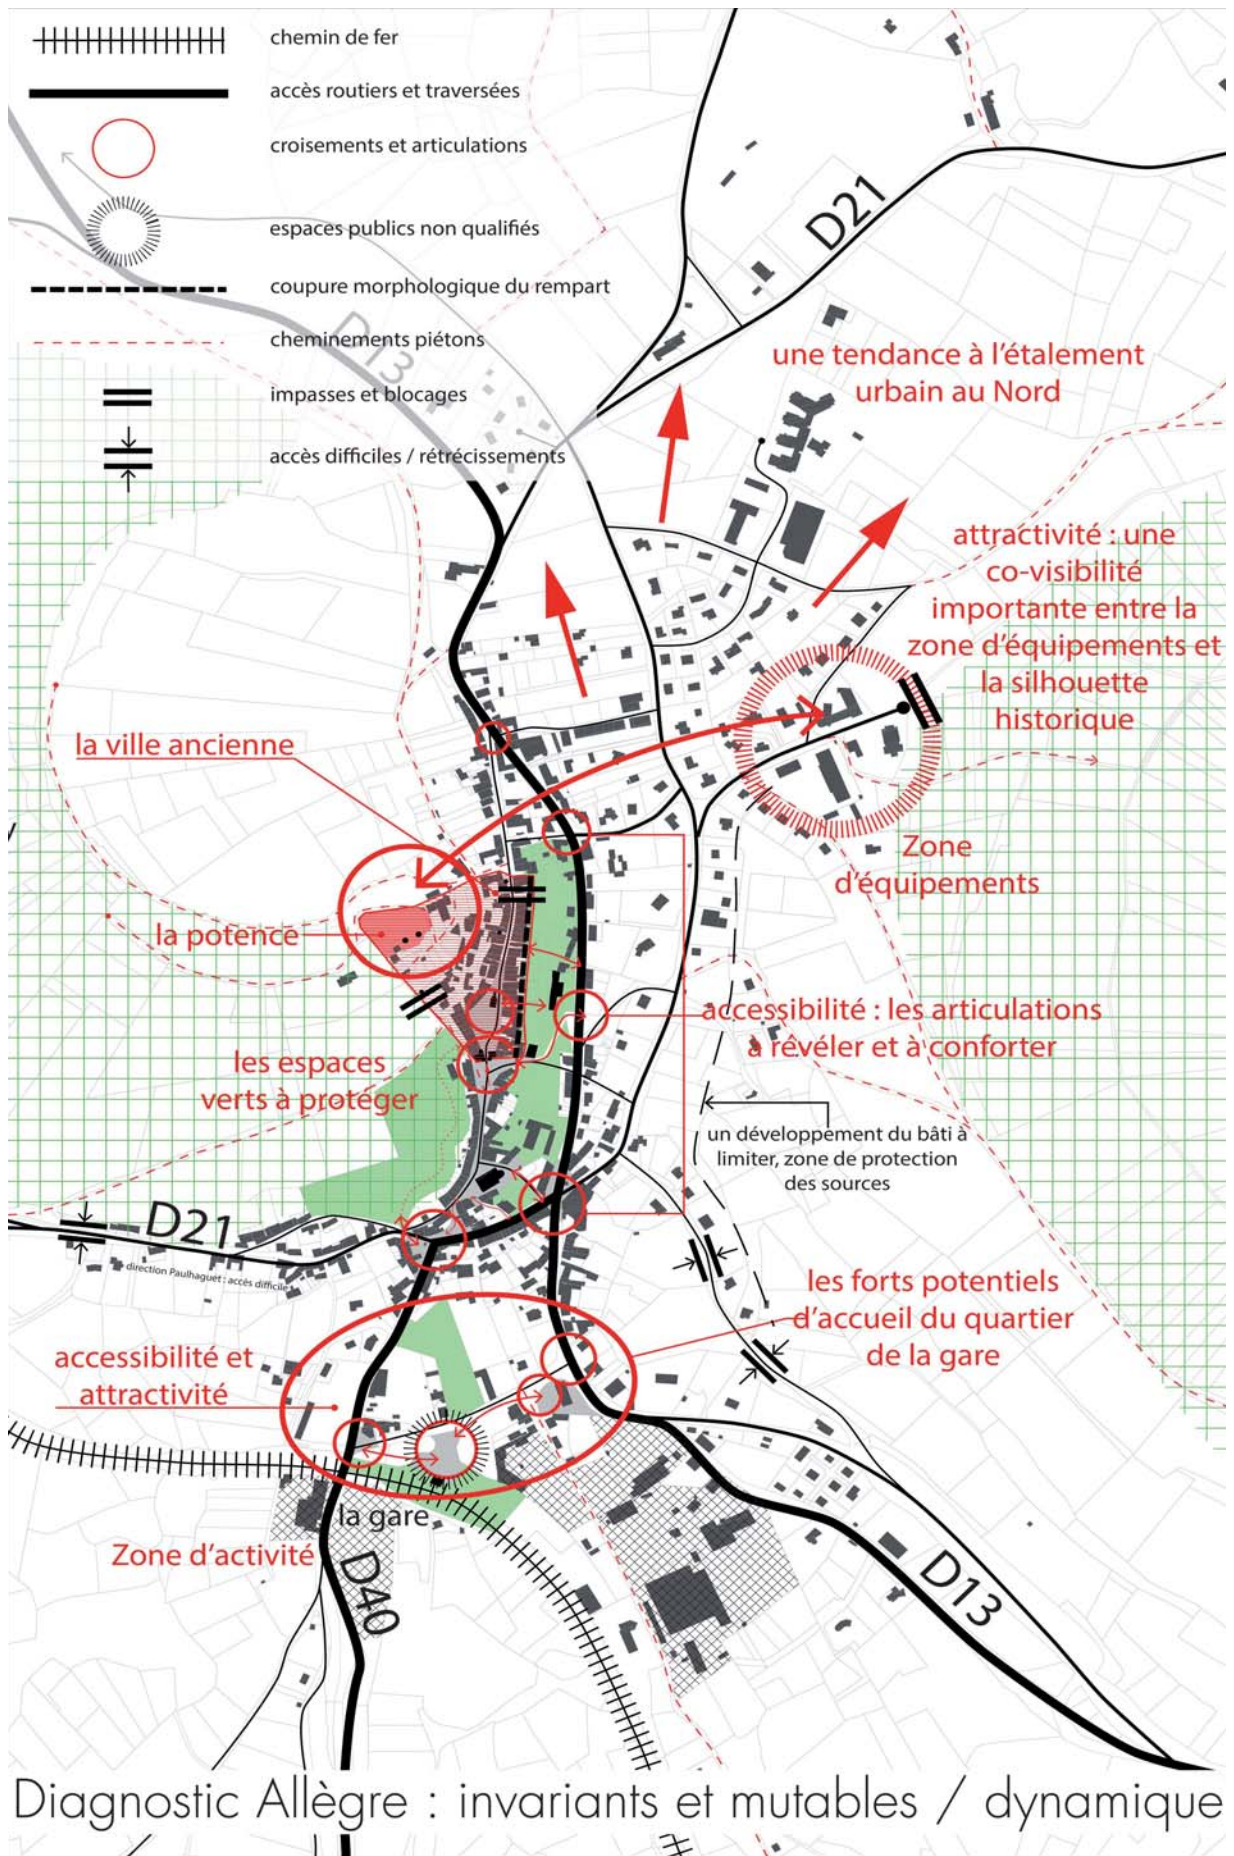 chemin de fer
accès routiers et traversées
croisements et articulations
espaces publics non qualifiés
coupure morphologique du rempart
cheminements piétons
impasses et blocages
accès difficiles / rétrécissements
D13
D21
une tendance à l'étalement
urbain au Nord
attractivité : une
co-visibilité
importante entre la
zone d'équipements et
la silhouette
historique
la ville ancienne
Zone
d'équipements
la potence
accessibilité : les articulations
à révéler et à conforter
les espaces
verts à protéger
un développement du bâti à
limiter, zone de protection
des sources
D21
direction Paulhaguet : accès difficile
les forts potentiels
d'accueil du quartier
de la gare
accessibilité et
attractivité
la gare
Zone d'activité
D40
D13
Diagnostic Allègre : invariants et mutables / dynamique